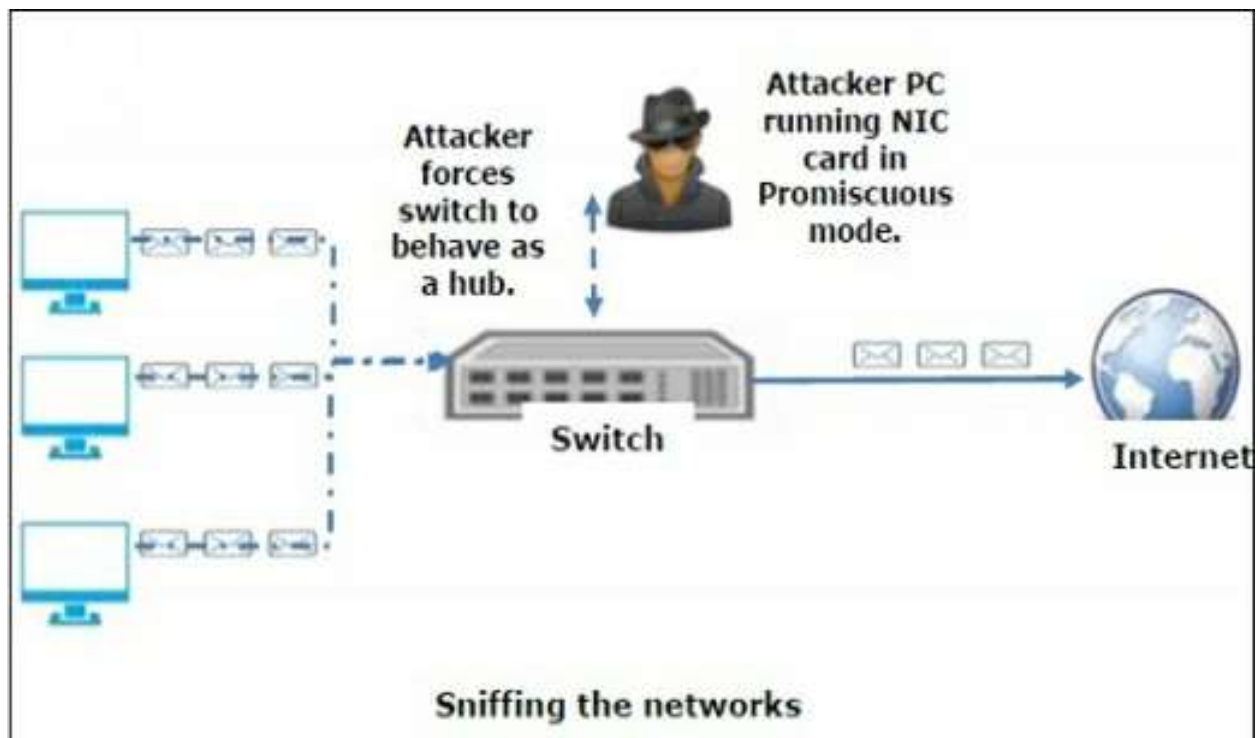 Attacker
forces
switch to
behave as
a hub.
Attacker PC
running NIC
card in
Promiscuous
mode.
Switch
Internet
Sniffing the networks